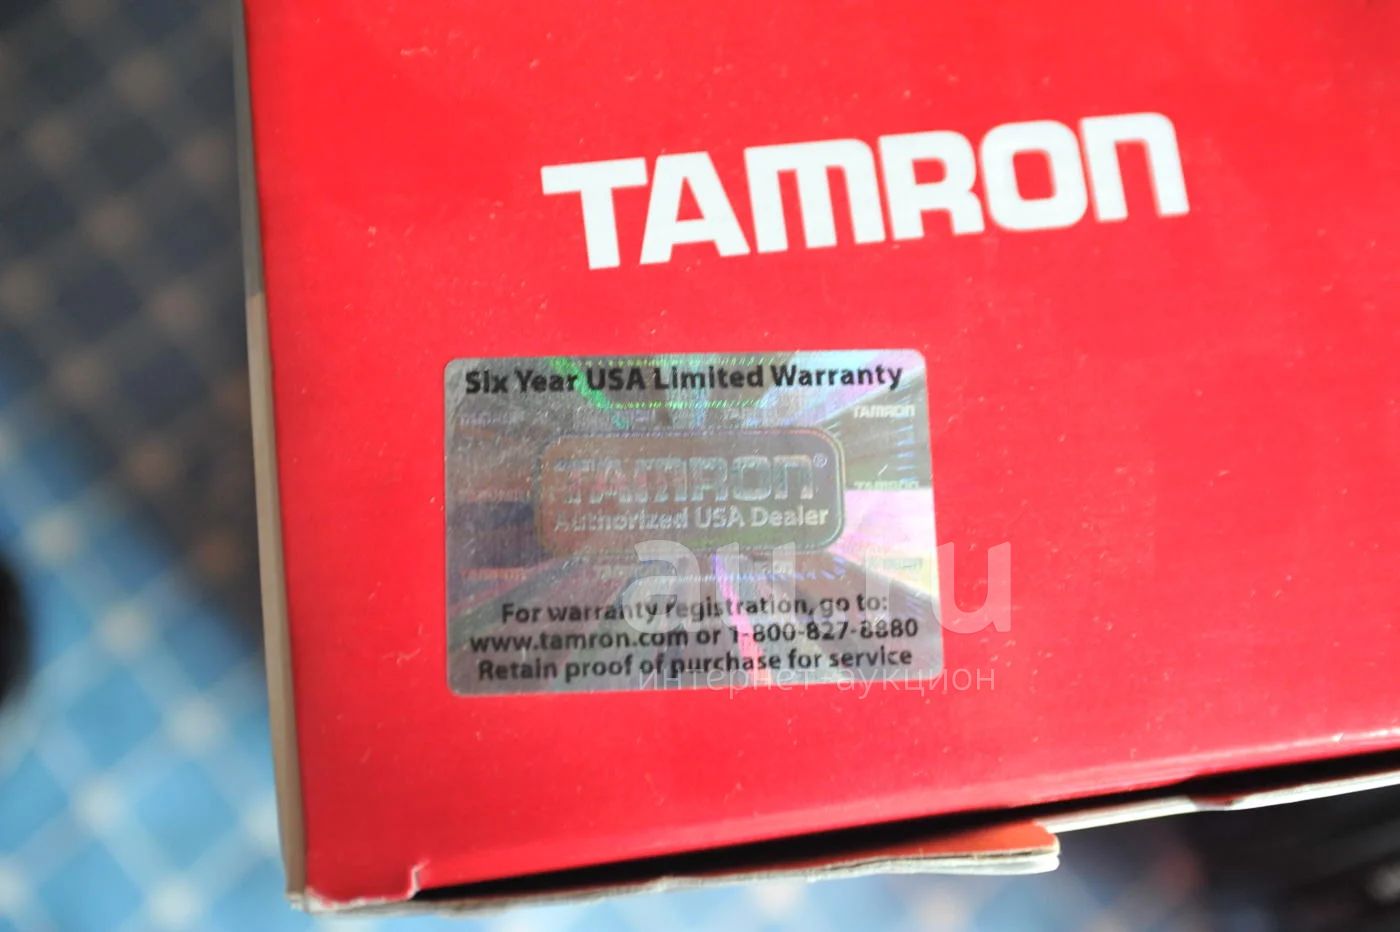 TAMRON
Six Year USA Limited Warranty
TAMRON
TAMRON®
TAMRON
Authorized USA Dealer
au.ru
For warranty registration, go to:
www.tamron.com or 1-800-827-8880
Retain proof of purchase for service
интернет-аукцион